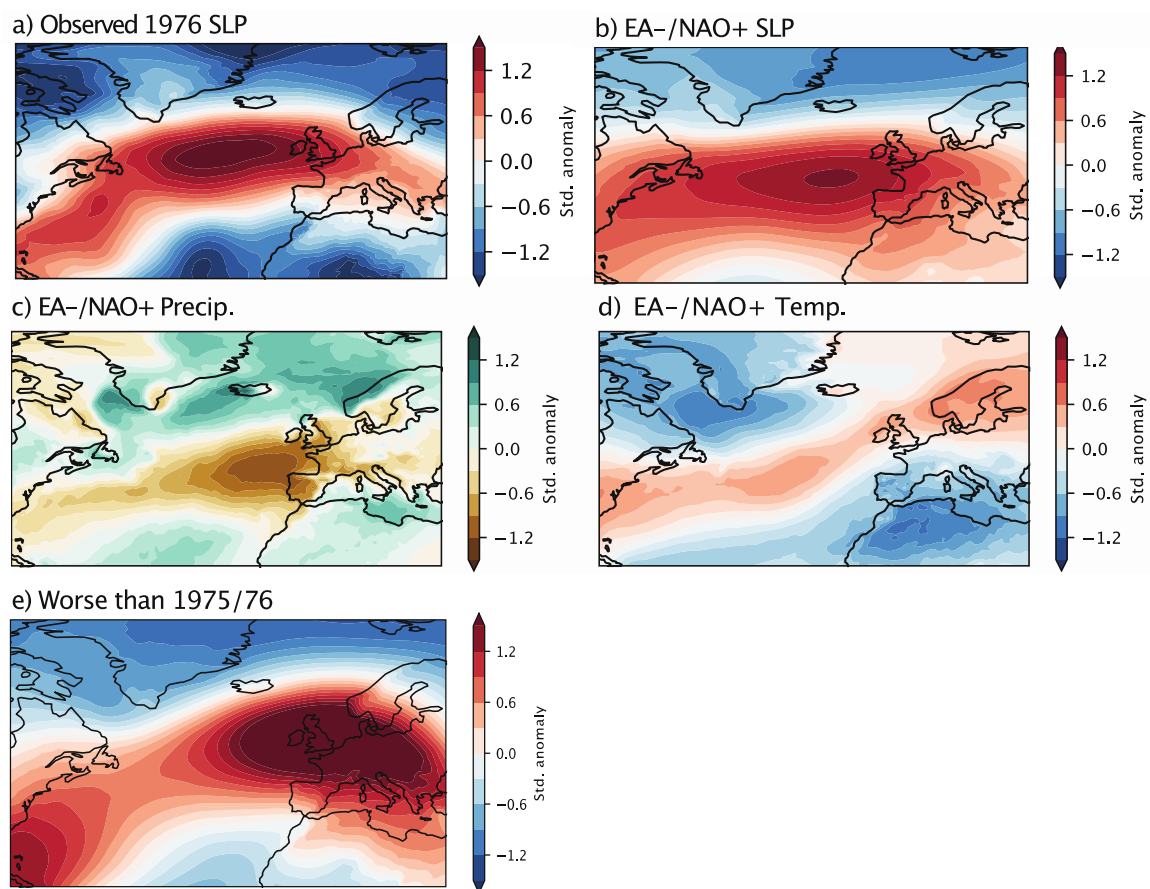 a) Observed 1976 SLP
1.2
0.6
0.0
−0.6
−1.2
Std. anomaly
b) EA−/NAO+ SLP
1.2
0.6
0.0
−0.6
−1.2
Std. anomaly
c) EA−/NAO+ Precip.
1.2
0.6
0.0
−0.6
−1.2
Std. anomaly
d) EA−/NAO+ Temp.
1.2
0.6
0.0
−0.6
−1.2
Std. anomaly
e) Worse than 1975/76
1.2
0.6
0.0
−0.6
−1.2
Std. anomaly